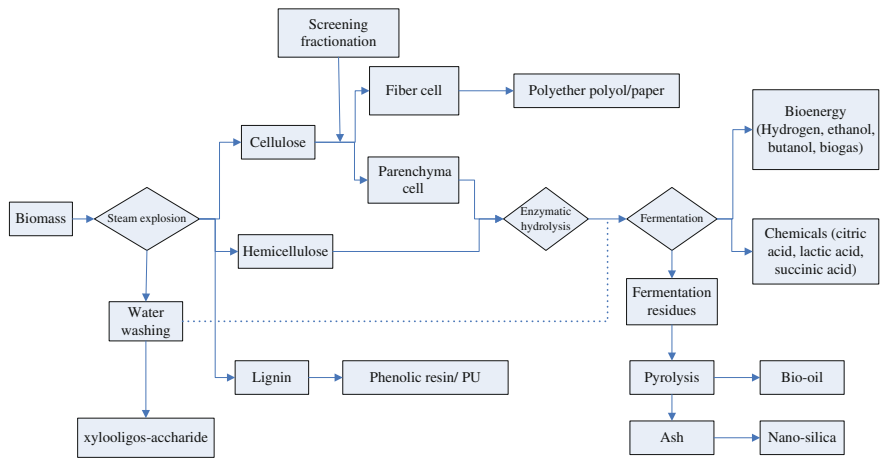 Screening
fractionation
Fiber cell
Polyether polyol/paper
Bioenergy
(Hydrogen, ethanol,
butanol, biogas)
Cellulose
Parenchyma
cell
Biomass
Steam explosion
Enzymatic
hydrolysis
Fermentation
Hemicellulose
Chemicals (citric
acid, lactic acid,
succinic acid)
Water
washing
Fermentation
residues
Lignin
Phenolic resin/ PU
Pyrolysis
Bio-oil
xylooligos-accharide
Ash
Nano-silica